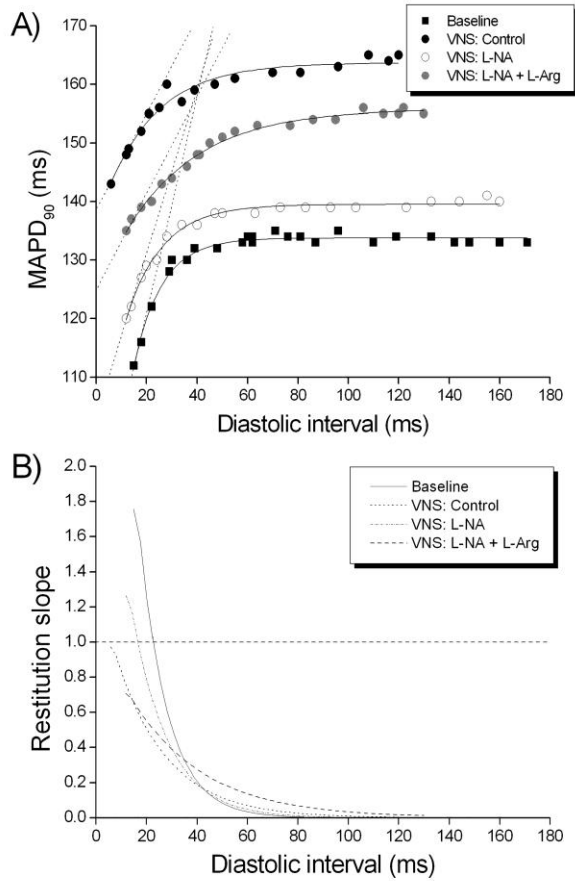 A)
Baseline
VNS: Control
VNS: L-NA
VNS: L-NA + L-Arg
170
160
150
140
130
120
110
MAPD90 (ms)
0 20 40 60 80 100 120 140 160 180
Diastolic interval (ms)
B)
Baseline
VNS: Control
VNS: L-NA
VNS: L-NA + L-Arg
2.0
1.8
1.6
1.4
1.2
1.0
0.8
0.6
0.4
0.2
0.0
Restitution slope
0 20 40 60 80 100 120 140 160 180
Diastolic interval (ms)